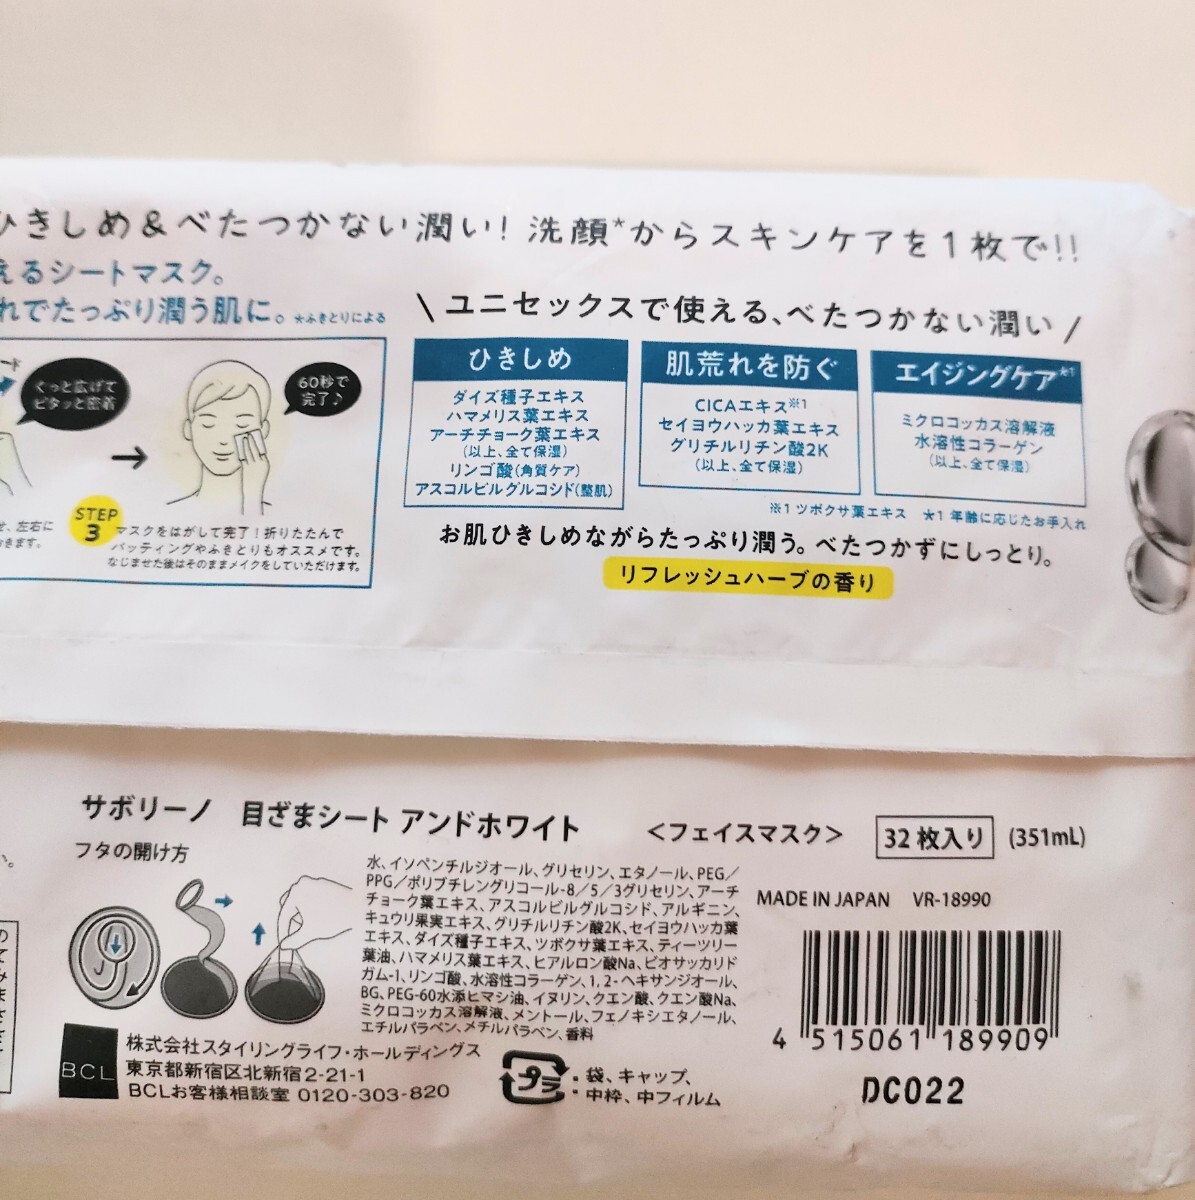 ひきしめ&べたつかない潤い!洗顔*からスキンケアを1枚で!!
えるシートマスク。
れでたっぷり潤う肌に。*ふきとりによる
ぐっと広げて
ピタッと密着
60秒で
完了♪
STEP
3
マスクをはがして完了!折りたたんで
パッティングやふきとりもオススメです。
なじませた後はそのままメイクをしていただけます。
せ、左右に
おきます。
\ユニセックスで使える、べたつかない潤い/
ひきしめ
ダイズ種子エキス
ハマメリス葉エキス
アーチチョーク葉エキス
(以上、全て保湿)
リンゴ酸(角質ケア)
アスコルビルグルコシド(整肌)
肌荒れを防ぐ
CICAエキス※1
セイヨウハッカ葉エキス
グリチルリチン酸2K
(以上、全て保湿)
エイジングケア*1
ミクロコッカス溶解液
水溶性コラーゲン
(以上、全て保湿)
※1 ツボクサ葉エキス *1 年齢に応じたお手入れ
お肌ひきしめながらたっぷり潤う。べたつかずにしっとり。
リフレッシュハーブの香り
サボリーノ 目ざまシート アンドホワイト <フェイスマスク> 32枚入り (351mL)
フタの開け方
水、イソペンチルジオール、グリセリン、エタノール、PEG/
PPG/ポリブチレングリコール-8/5/3グリセリン、アーチ
チョーク葉エキス、アスコルビルグルコシド、アルギニン、
キュウリ果実エキス、グリチルリチン酸2K、セイヨウハッカ葉
エキス、ダイズ種子エキス、ツボクサ葉エキス、ティーツリー
葉油、ハマメリス葉エキス、ヒアルロン酸Na、ビオサッカリド
ガム-1、リンゴ酸、水溶性コラーゲン、1,2-ヘキサンジオール、
BG、PEG-60水添ヒマシ油、イヌリン、クエン酸、クエン酸Na、
ミクロコッカス溶解液、メントール、フェノキシエタノール、
エチルパラベン、メチルパラベン、香料
MADE IN JAPAN VR-18990
4 515061 189909
DC022
BCL
株式会社スタイリングライフ・ホールディングス
東京都新宿区北新宿2-21-1
BCLお客様相談室 0120-303-820
プラ
・袋、キャップ、
・中枠、中フィルム